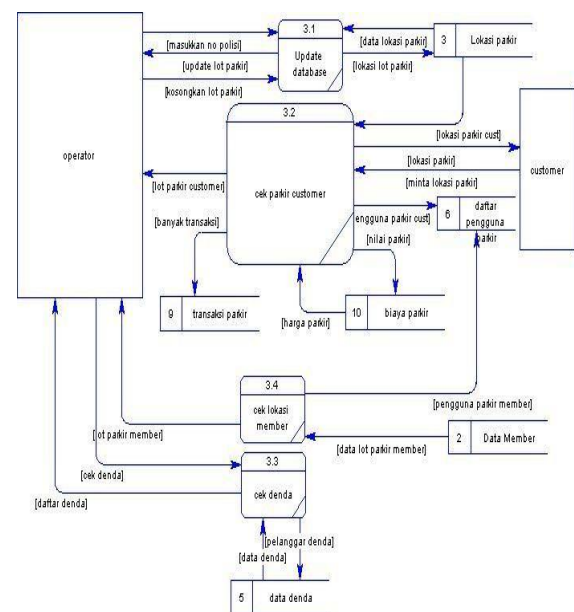 3.1
Update
database
[masukkan no polisi]
[update lot parkir]
[kosongkan lot parkir]
[data lokasi parkir]
[lokasi lot parkir]
3
Lokasi parkir
operator
3.2
cek parkir customer
[lokasi parkir cust]
[lokasi parkir]
[minta lokasi parkir]
customer
[lot parkir customer]
[banyak transaksi]
engguna parkir cust]
[nilai parkir]
6
daftar
pengguna
parkir
9
transaksi parkir
[harga parkir]
10
biaya parkir
3.4
cek lokasi
member
[pengguna parkir member]
[lot parkir member]
[data lot parkir member]
2
Data Member
3.3
cek denda
[cek denda]
[daftar denda]
[pelanggar denda]
[data denda]
5
data denda